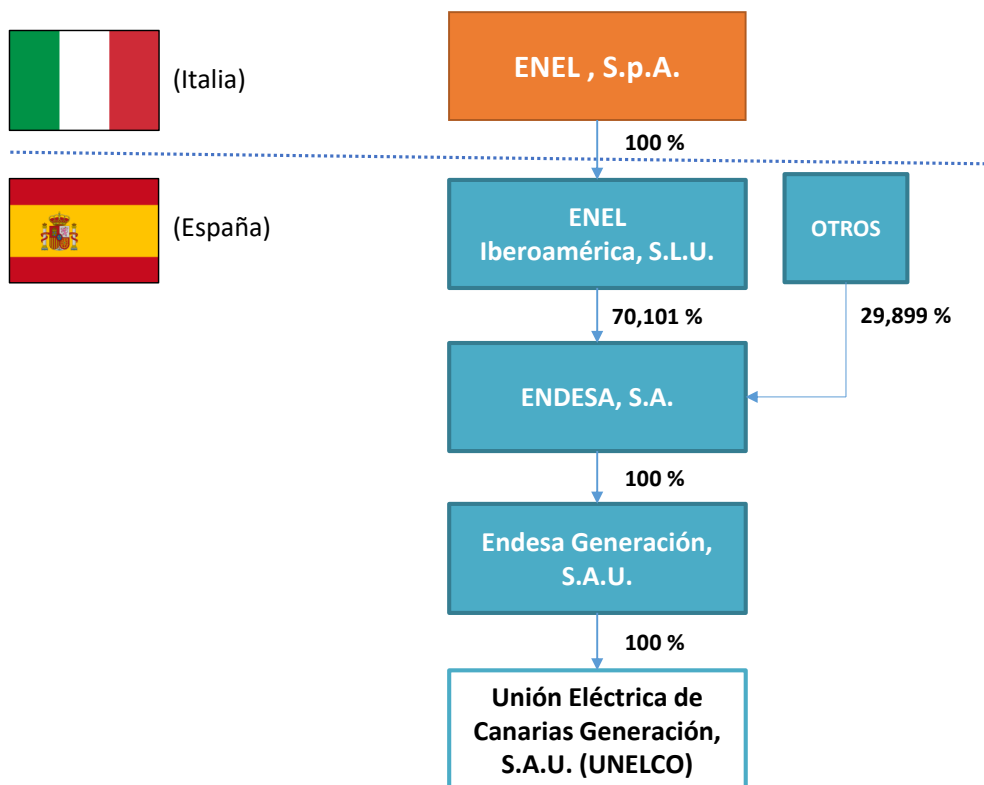 (Italia)
ENEL , S.p.A.
100 %
(España)
ENEL
Iberoamérica, S.L.U.
OTROS
70,101 %
29,899 %
ENDESA, S.A.
100 %
Endesa Generación,
S.A.U.
100 %
Unión Eléctrica de
Canarias Generación,
S.A.U. (UNELCO)